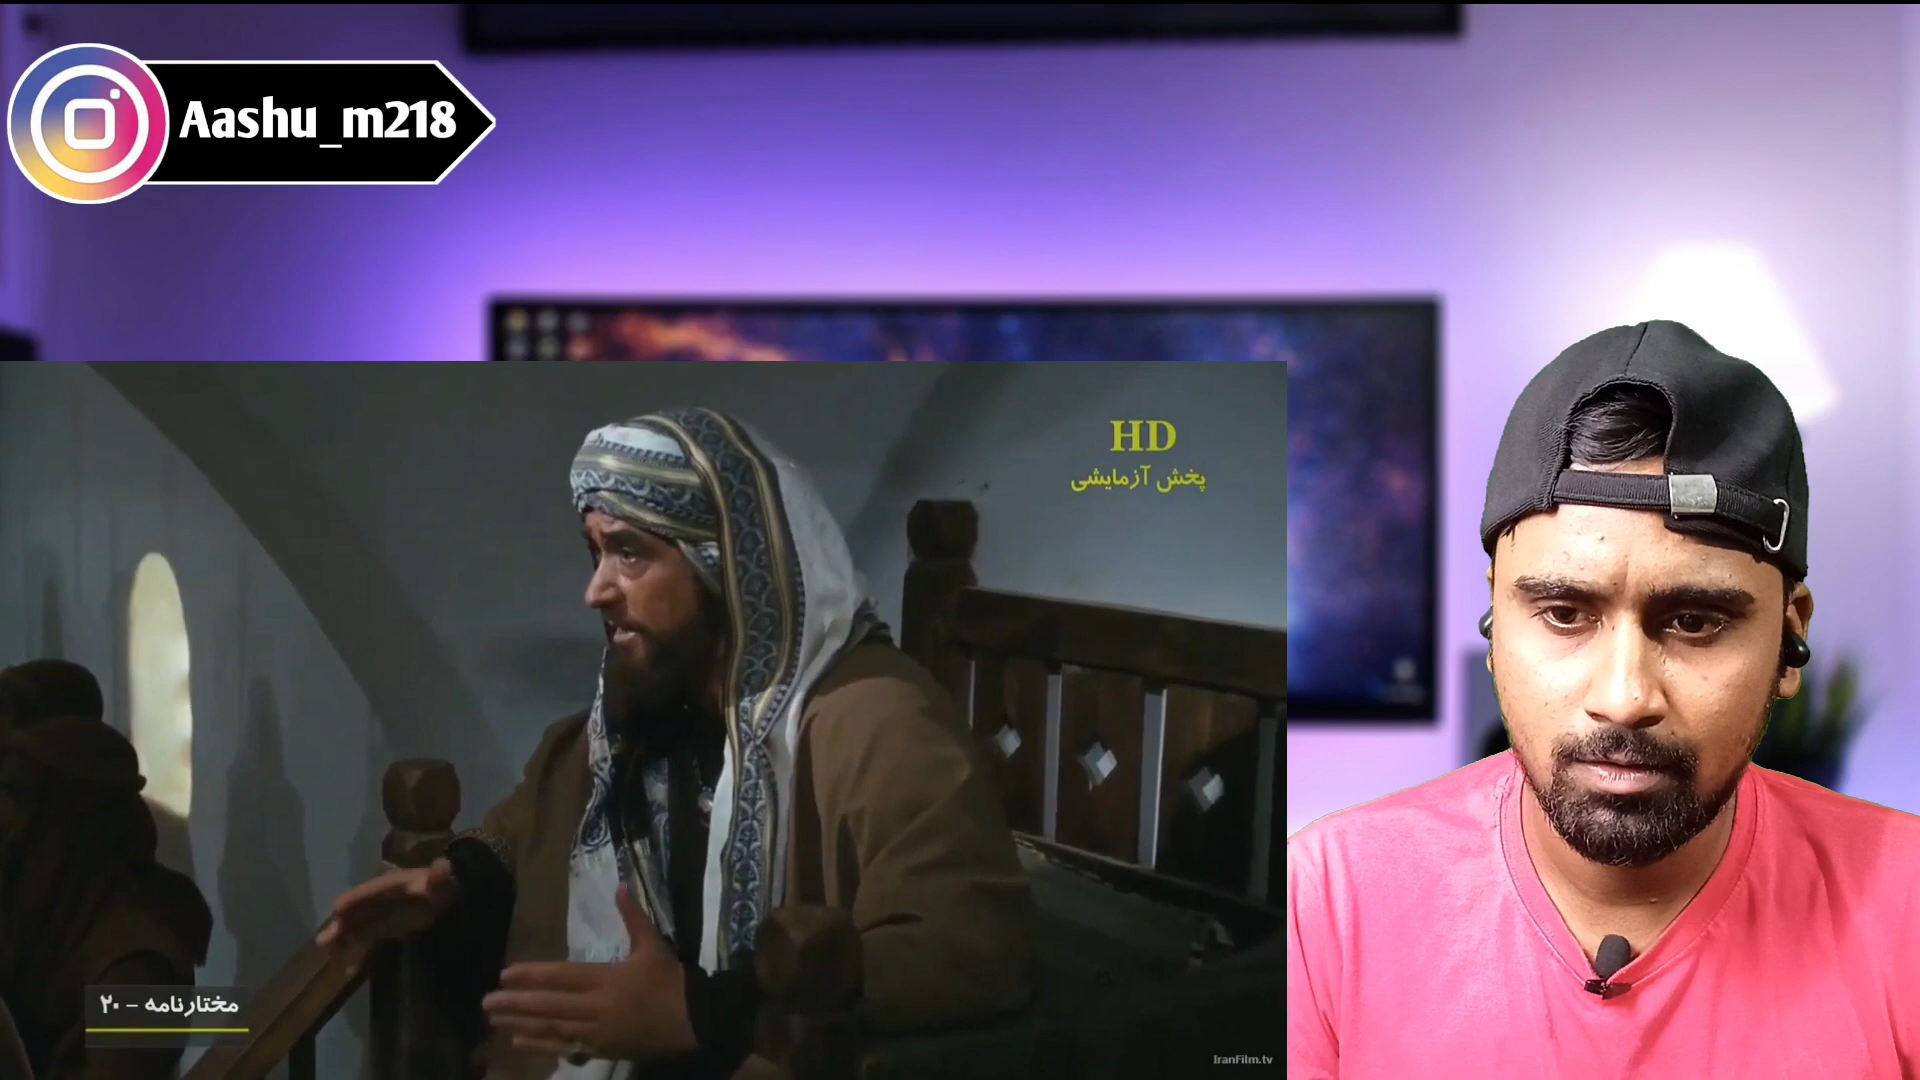 Aashu_m218
HD
پخش آزمایشی
مختارنامه – ۲۰
IranFilm.tv